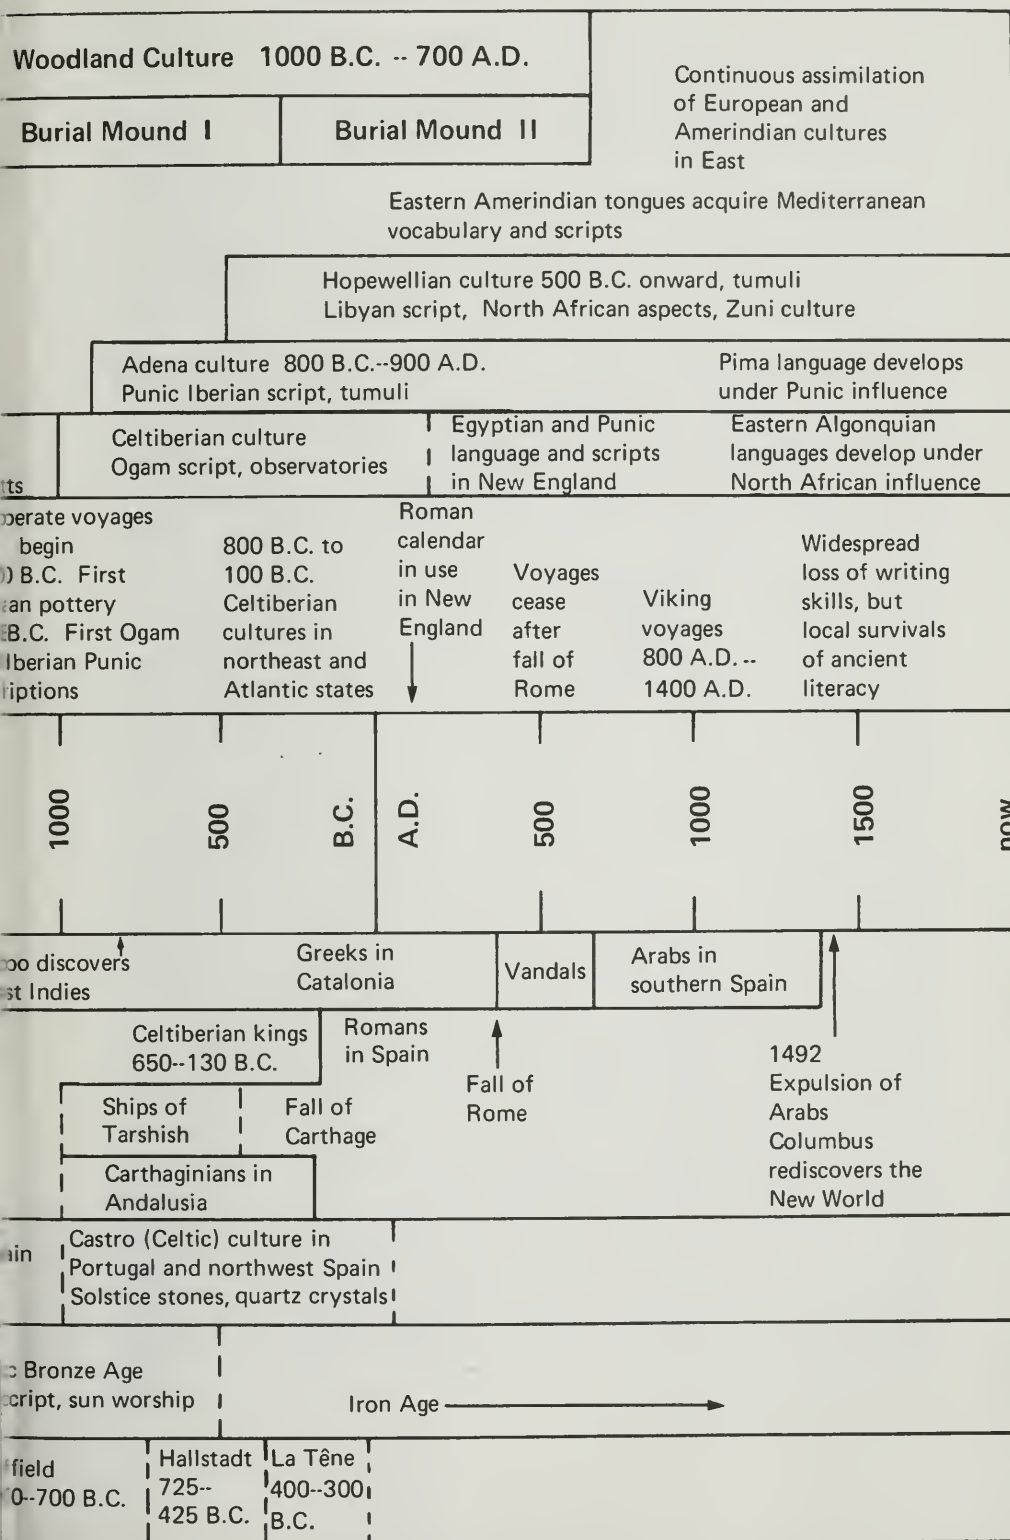 Woodland Culture 1000 B.C. -- 700 A.D.
Burial Mound I
Burial Mound II
Continuous assimilation
of European and
Amerindian cultures
in East
Eastern Amerindian tongues acquire Mediterranean
vocabulary and scripts
Hopewellian culture 500 B.C. onward, tumuli
Libyan script, North African aspects, Zuni culture
Adena culture 800 B.C.--900 A.D.
Punic Iberian script, tumuli
Pima language develops
under Punic influence
Celtiberian culture
Ogam script, observatories
Egyptian and Punic
language and scripts
in New England
Eastern Algonquian
languages develop under
North African influence
voyages
begin
B.C. First
pottery
B.C. First Ogam
Iberian Punic
800 B.C. to
100 B.C.
Celtiberian
cultures in
northeast and
Atlantic states
Roman
calendar
in use
in New
England
Voyages
cease
after
fall of
Rome
Viking
voyages
800 A.D. --
1400 A.D.
Widespread
loss of writing
skills, but
local survivals
of ancient
literacy
1000
500
B.C.
A.D.
500
1000
1500
now
discovers
Indies
Greeks in
Catalonia
Vandals
Arabs in
southern Spain
Celtiberian kings
650--130 B.C.
Romans
in Spain
Fall of
Rome
1492
Expulsion of
Arabs
Columbus
rediscovers the
New World
Ships of
Tarshish
Fall of
Carthage
Carthaginians in
Andalusia
Castro (Celtic) culture in
Portugal and northwest Spain
Solstice stones, quartz crystals
Bronze Age
sun worship
Iron Age
--700 B.C.
Hallstadt
725--
425 B.C.
La Têne
400--300
B.C.